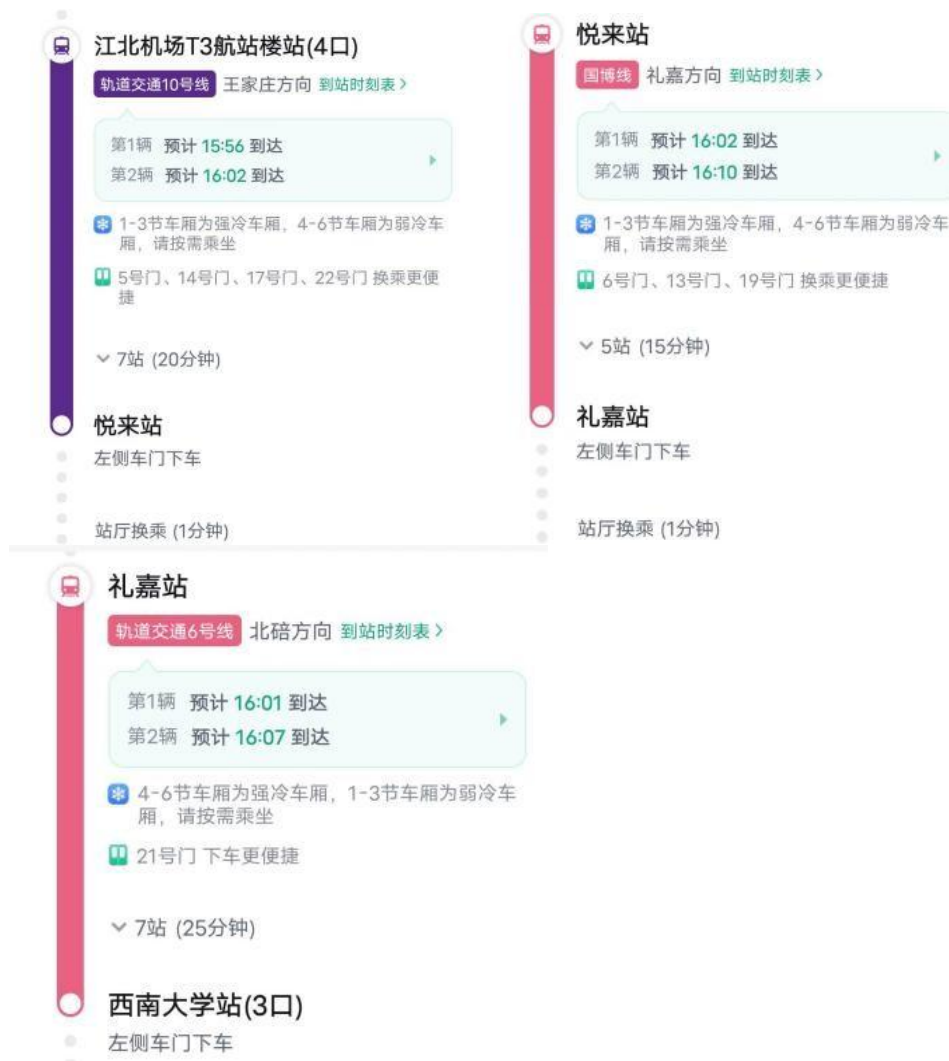 江北机场T3航站楼站(4口)
轨道交通10号线 王家庄方向 到站时刻表 >
第1辆 预计 15:56 到达
第2辆 预计 16:02 到达
1-3节车厢为强冷车厢，4-6节车厢为弱冷车
厢，请按需乘坐
5号门、14号门、17号门、22号门 换乘更便
捷
7站 (20分钟)
悦来站
左侧车门下车
站厅换乘 (1分钟)
悦来站
国博线 礼嘉方向 到站时刻表 >
第1辆 预计 16:02 到达
第2辆 预计 16:10 到达
1-3节车厢为强冷车厢，4-6节车厢为弱冷车
厢，请按需乘坐
6号门、13号门、19号门 换乘更便捷
5站 (15分钟)
礼嘉站
左侧车门下车
站厅换乘 (1分钟)
礼嘉站
轨道交通6号线 北碚方向 到站时刻表 >
第1辆 预计 16:01 到达
第2辆 预计 16:07 到达
4-6节车厢为强冷车厢，1-3节车厢为弱冷车
厢，请按需乘坐
21号门 下车更便捷
7站 (25分钟)
西南大学站(3口)
左侧车门下车